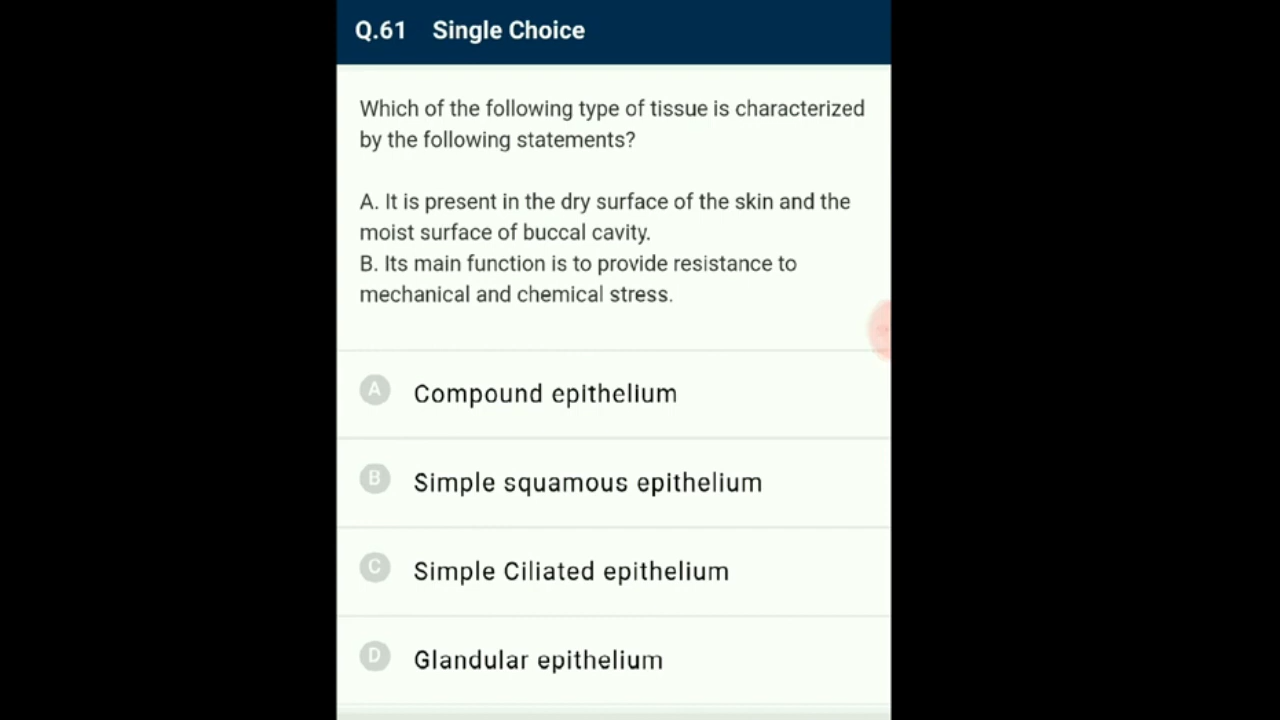 Q.61 Single Choice
Which of the following type of tissue is characterized
by the following statements?
A. It is present in the dry surface of the skin and the
moist surface of buccal cavity.
B. Its main function is to provide resistance to
mechanical and chemical stress.
A Compound epithelium
B Simple squamous epithelium
C Simple Ciliated epithelium
D Glandular epithelium